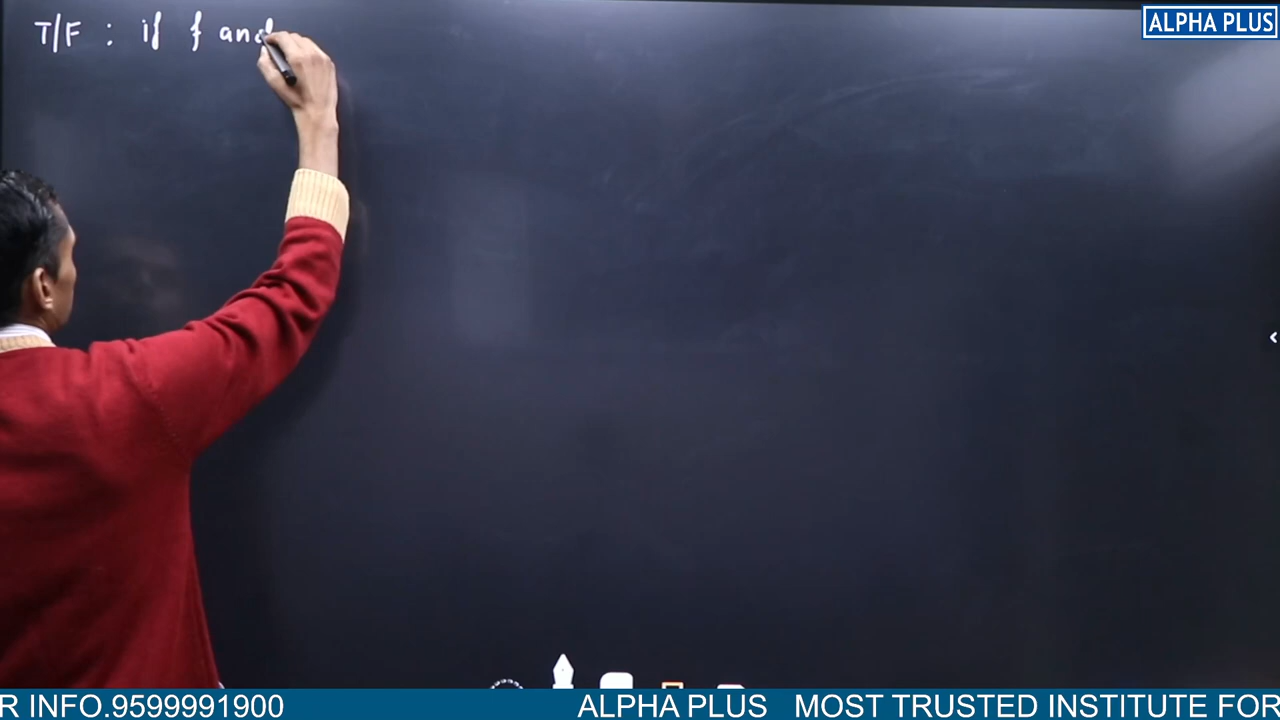 ALPHA PLUS
T/F : if f and
R INFO.9599991900 ALPHA PLUS MOST TRUSTED INSTITUTE FOR